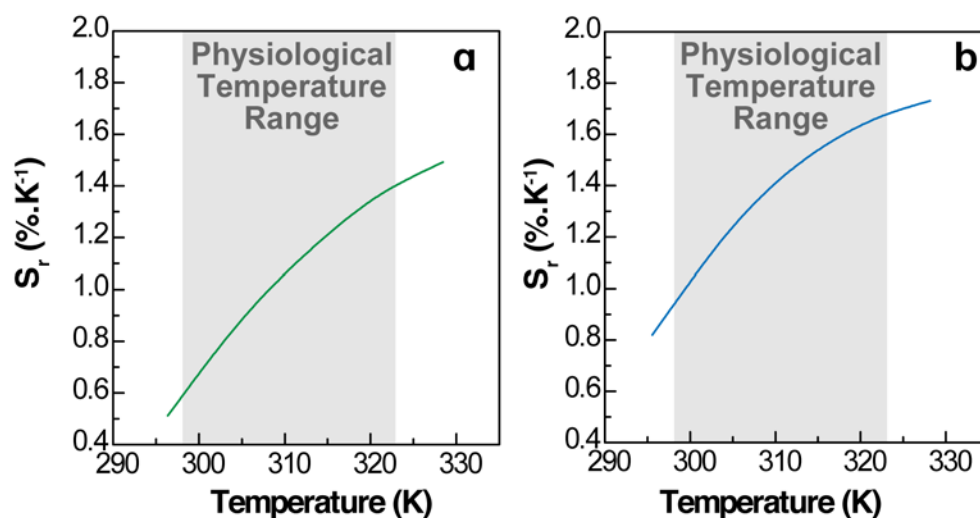 a
Physiological
Temperature
Range
2.0
1.8
1.6
1.4
1.2
1.0
0.8
0.6
0.4
Sr (%.K-1)
290 300 310 320 330
Temperature (K)
b
Physiological
Temperature
Range
2.0
1.8
1.6
1.4
1.2
1.0
0.8
0.6
0.4
Sr (%.K-1)
290 300 310 320 330
Temperature (K)